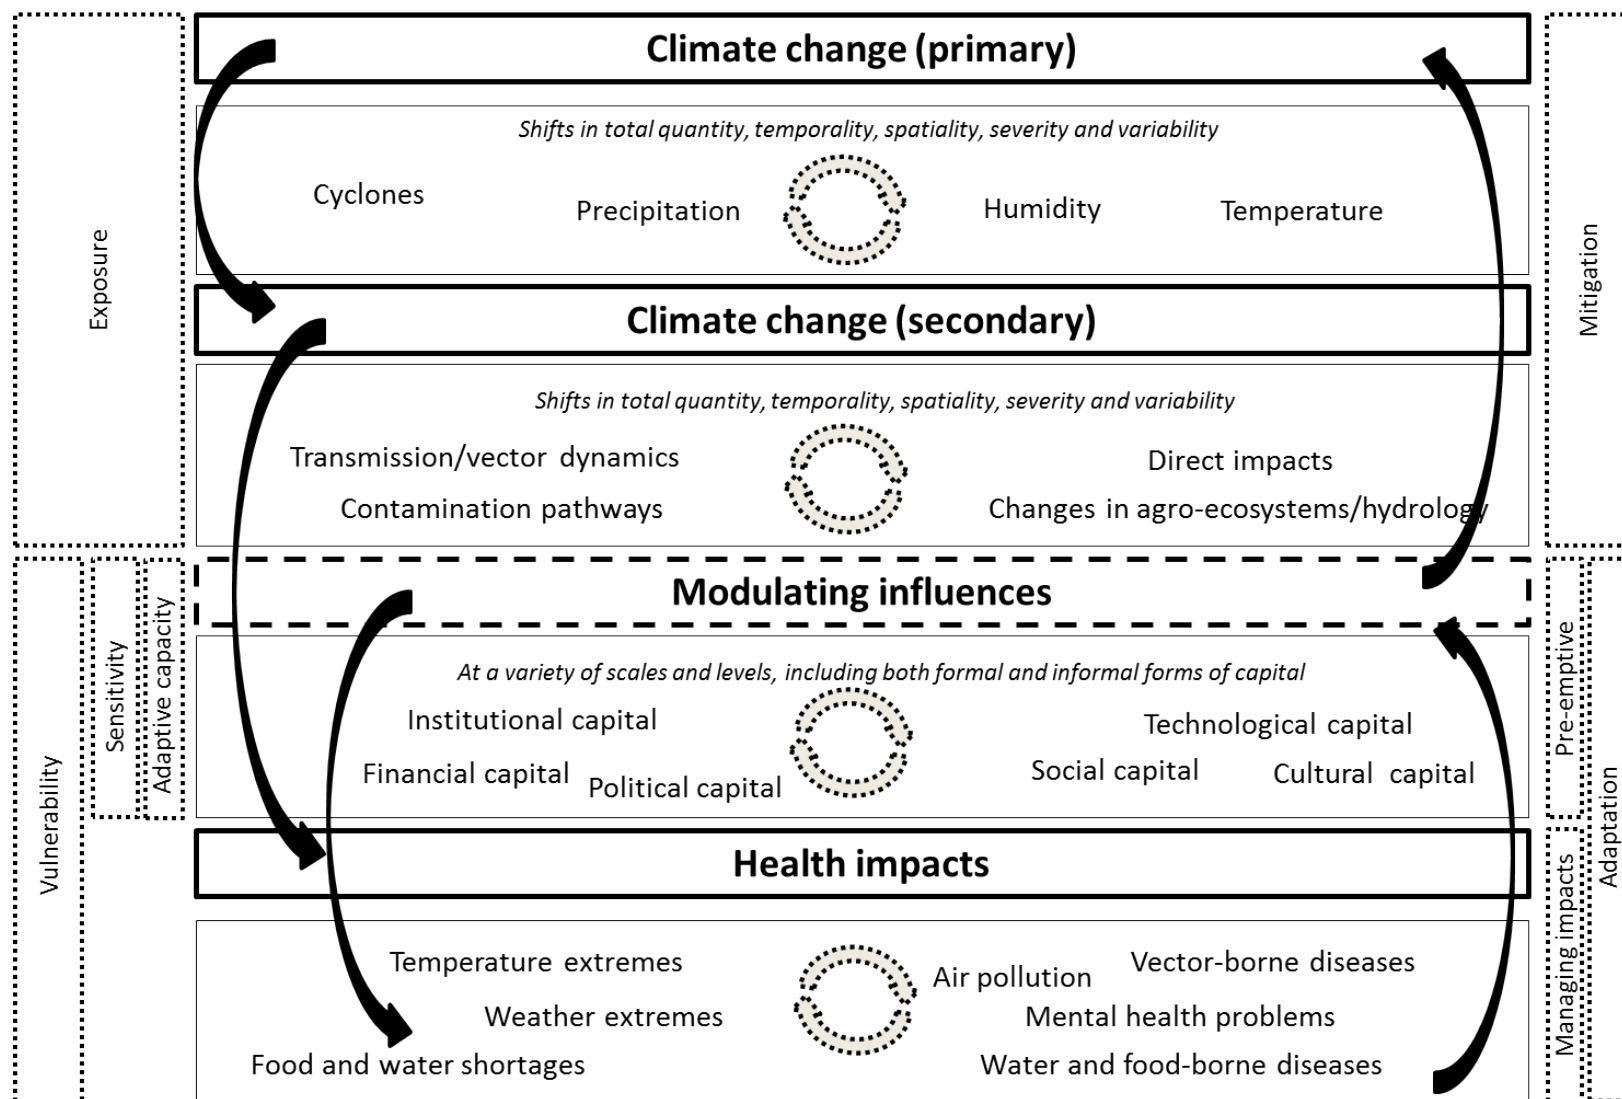 Climate change (primary)
Shifts in total quantity, temporality, spatiality, severity and variability
Cyclones
Precipitation
Humidity
Temperature
Exposure
Mitigation
Climate change (secondary)
Shifts in total quantity, temporality, spatiality, severity and variability
Transmission/vector dynamics
Direct impacts
Contamination pathways
Changes in agro-ecosystems/hydrology
Modulating influences
At a variety of scales and levels, including both formal and informal forms of capital
Institutional capital
Technological capital
Financial capital
Political capital
Social capital
Cultural capital
Vulnerability
Sensitivity
Adaptive capacity
Pre-emptive
Adaptation
Managing impacts
Health impacts
Temperature extremes
Air pollution
Vector-borne diseases
Weather extremes
Mental health problems
Food and water shortages
Water and food-borne diseases